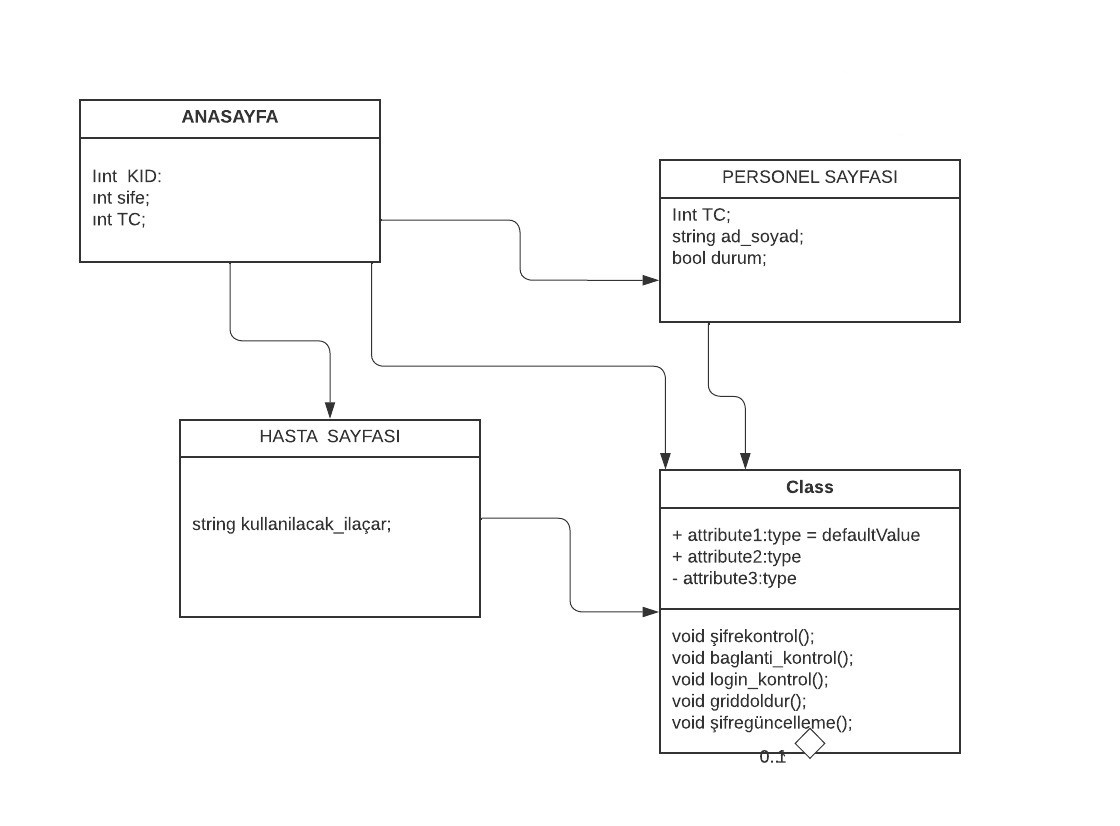 ANASAYFA
lınt  KID:
ınt sife;
ınt TC;
PERSONEL SAYFASI
lınt TC;
string ad_soyad;
bool durum;
HASTA  SAYFASI
string kullanilacak_ilaçar;
Class
+ attribute1:type = defaultValue
+ attribute2:type
- attribute3:type
void şifrekontrol();
void baglanti_kontrol();
void login_kontrol();
void griddoldur();
void şifregüncelleme();
0..1